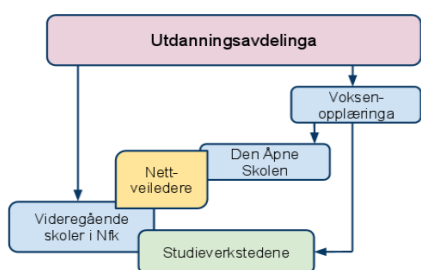 Utdanningsavdelinga
Voksen-
opplæringa
Den Åpne
Skolen
Nett-
veiledere
Videregående
skoler i Nfk
Studieverkstedene